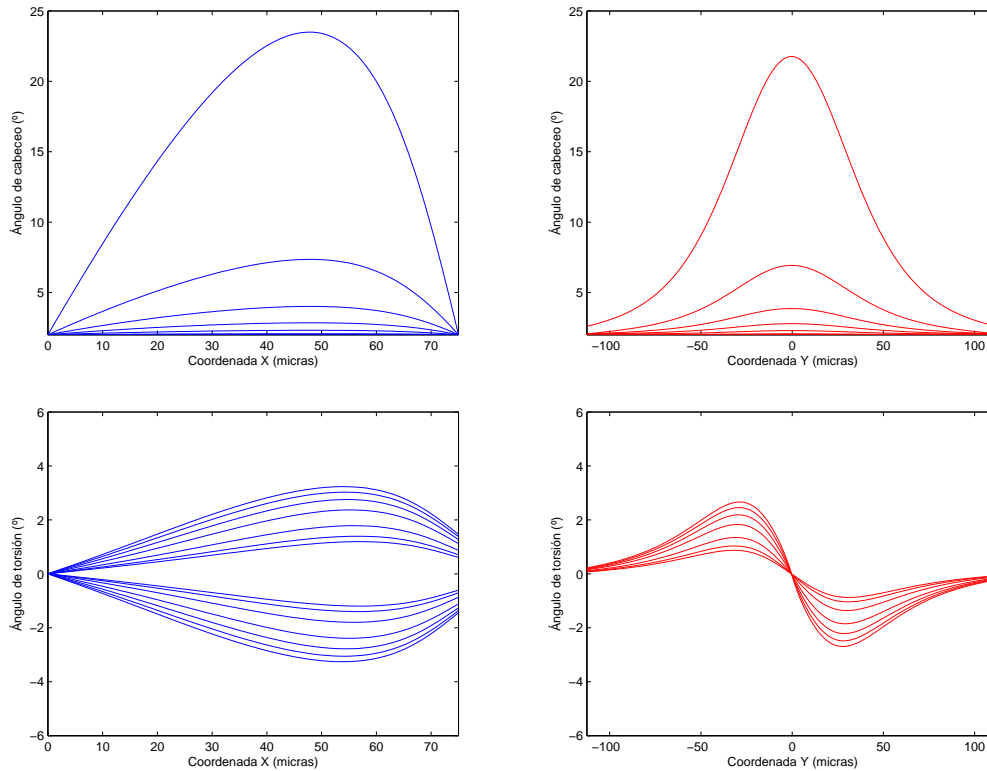 25
20
15
10
5
0 10 20 30 40 50 60 70
Coordenada X (micras)
Ángulo de cabeceo (º)
25
20
15
10
5
−100 −50 0 50 100
Coordenada Y (micras)
Ángulo de cabeceo (º)
6
4
2
0
−2
−4
−6
0 10 20 30 40 50 60 70
Coordenada X (micras)
Ángulo de torsión (º)
6
4
2
0
−2
−4
−6
−100 −50 0 50 100
Coordenada Y (micras)
Ángulo de torsión (º)